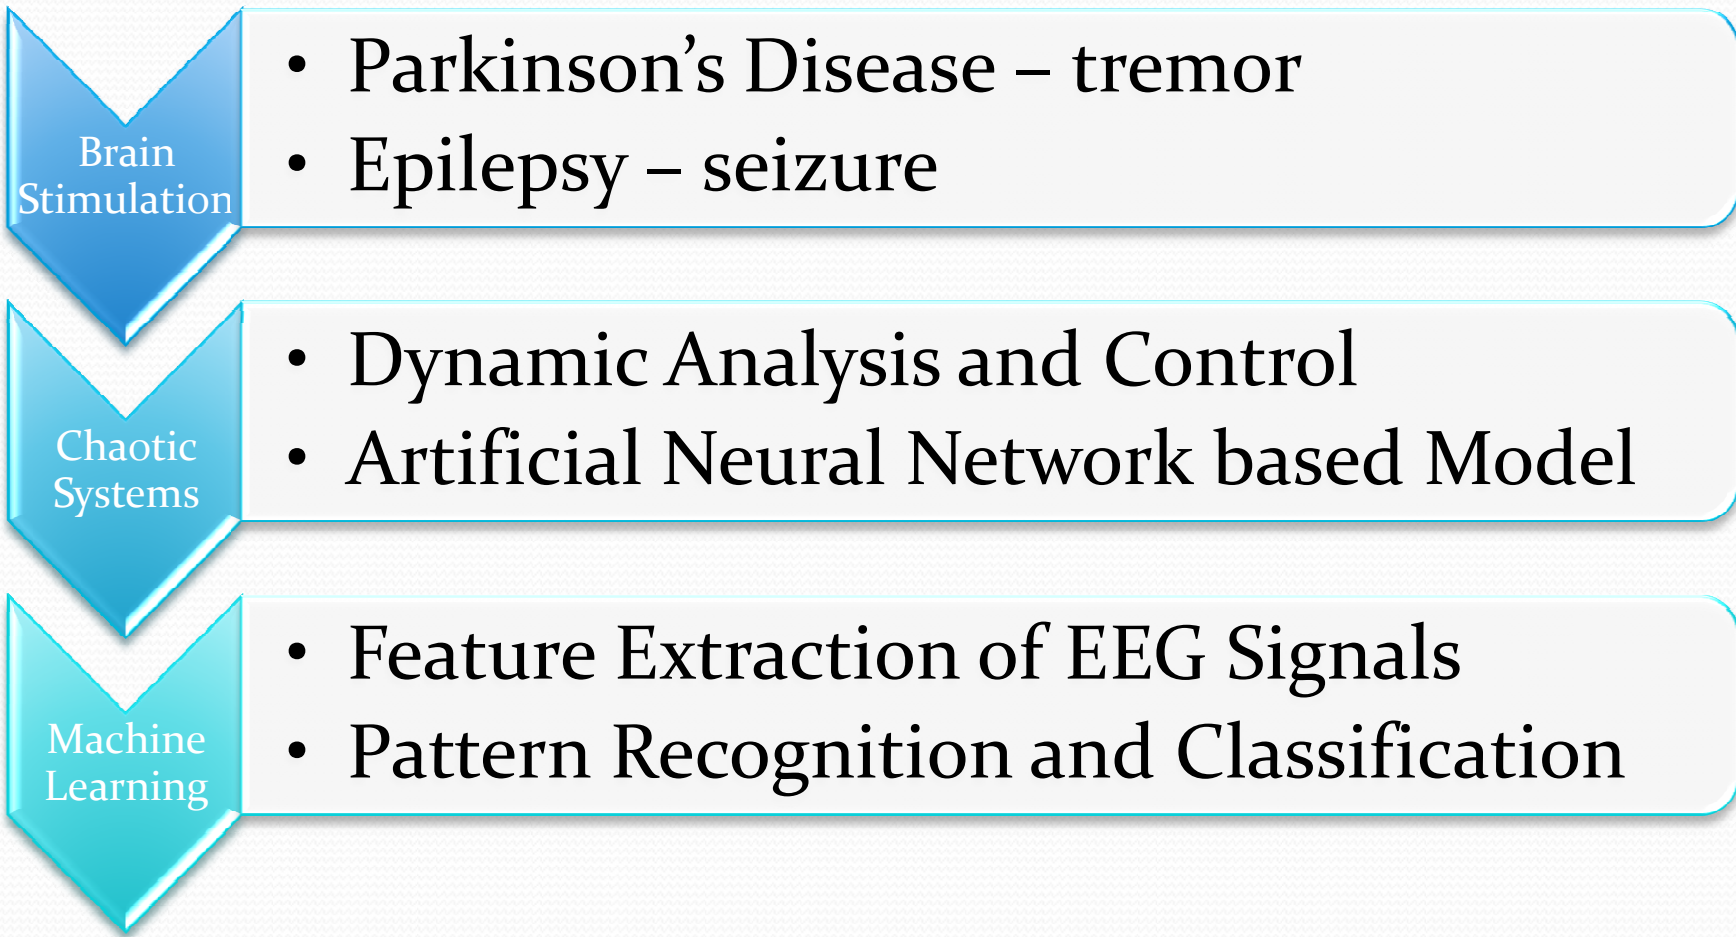 Brain
Stimulation
• Parkinson’s Disease – tremor
• Epilepsy – seizure
Chaotic
Systems
• Dynamic Analysis and Control
• Artificial Neural Network based Model
Machine
Learning
• Feature Extraction of EEG Signals
• Pattern Recognition and Classification